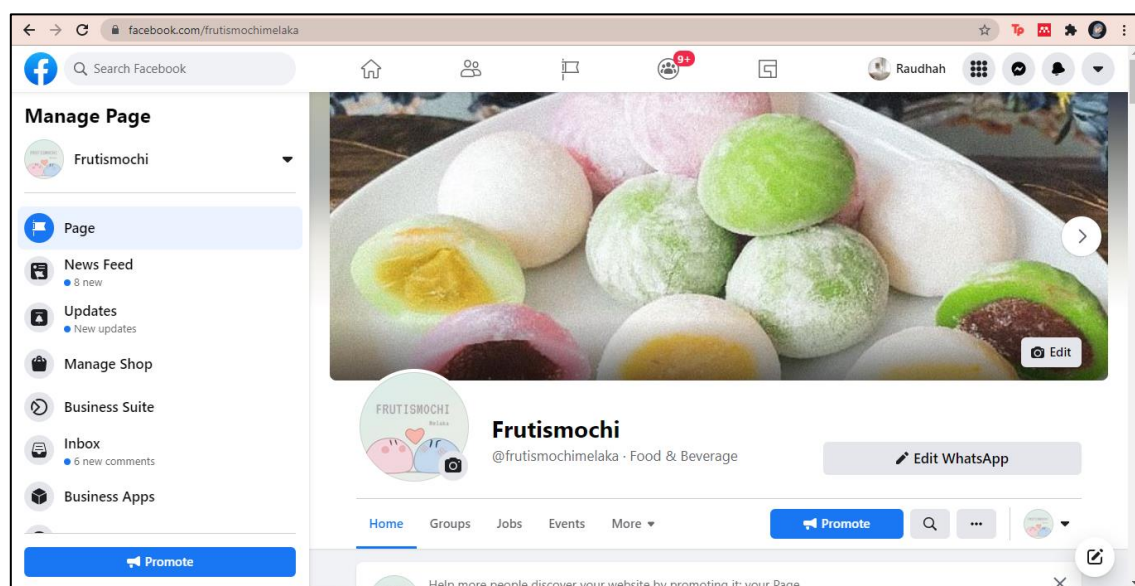 facebook.com/frutismochimelaka
Tp
Search Facebook
9+
Raudhah
Manage Page
Frutismochi
Page
News Feed
8 new
Updates
New updates
Manage Shop
Business Suite
Inbox
6 new comments
Business Apps
Promote
Edit
FRUTISMOCHI
Melaka
Frutismochi
@frutismochimelaka · Food & Beverage
Edit WhatsApp
Home Groups Jobs Events More
Promote
Help more people discover your website by promoting it: your Page